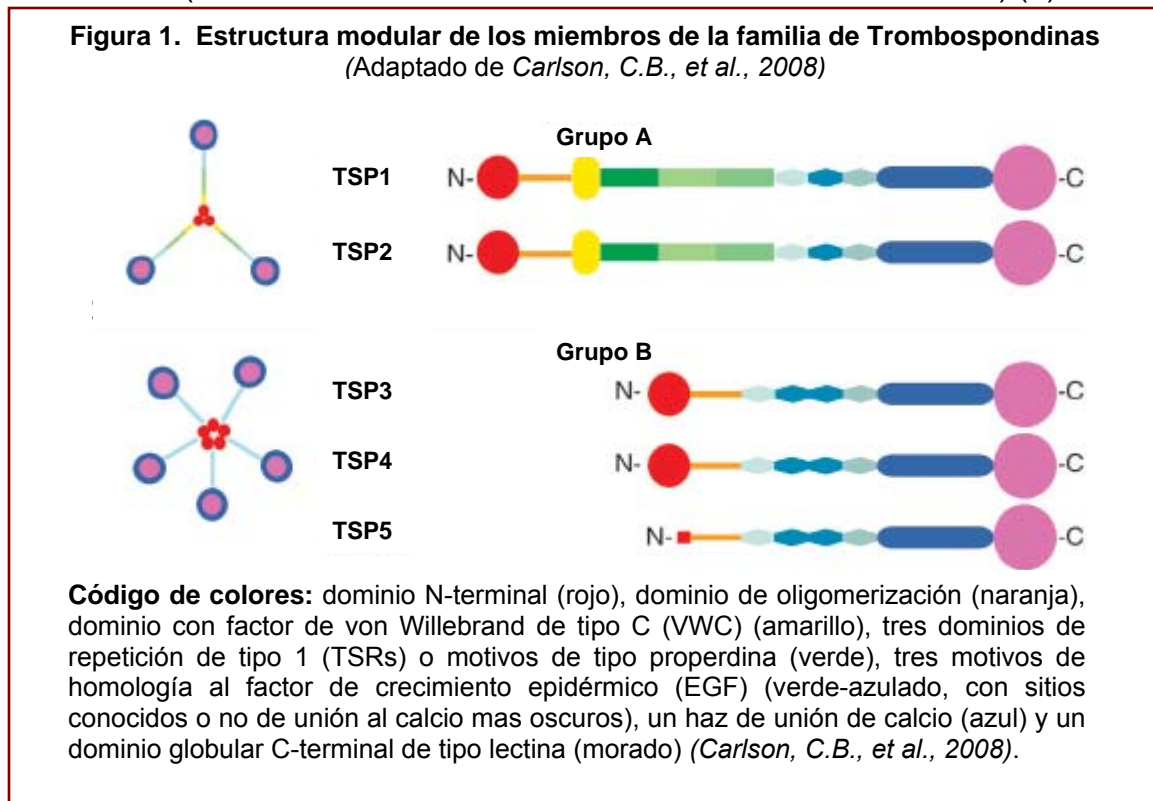 Figura 1. Estructura modular de los miembros de la familia de Trombospondinas
(Adaptado de Carlson, C.B., et al., 2008)
Grupo A
TSP1 N- -C
TSP2 N- -C
Grupo B
TSP3 N- -C
TSP4 N- -C
TSP5 N- -C
Código de colores: dominio N-terminal (rojo), dominio de oligomerización (naranja),
dominio con factor de von Willebrand de tipo C (VWC) (amarillo), tres dominios de
repetición de tipo 1 (TSRs) o motivos de tipo properdina (verde), tres motivos de
homología al factor de crecimiento epidérmico (EGF) (verde-azulado, con sitios
conocidos o no de unión al calcio mas oscuros), un haz de unión de calcio (azul) y un
dominio globular C-terminal de tipo lectina (morado) (Carlson, C.B., et al., 2008).